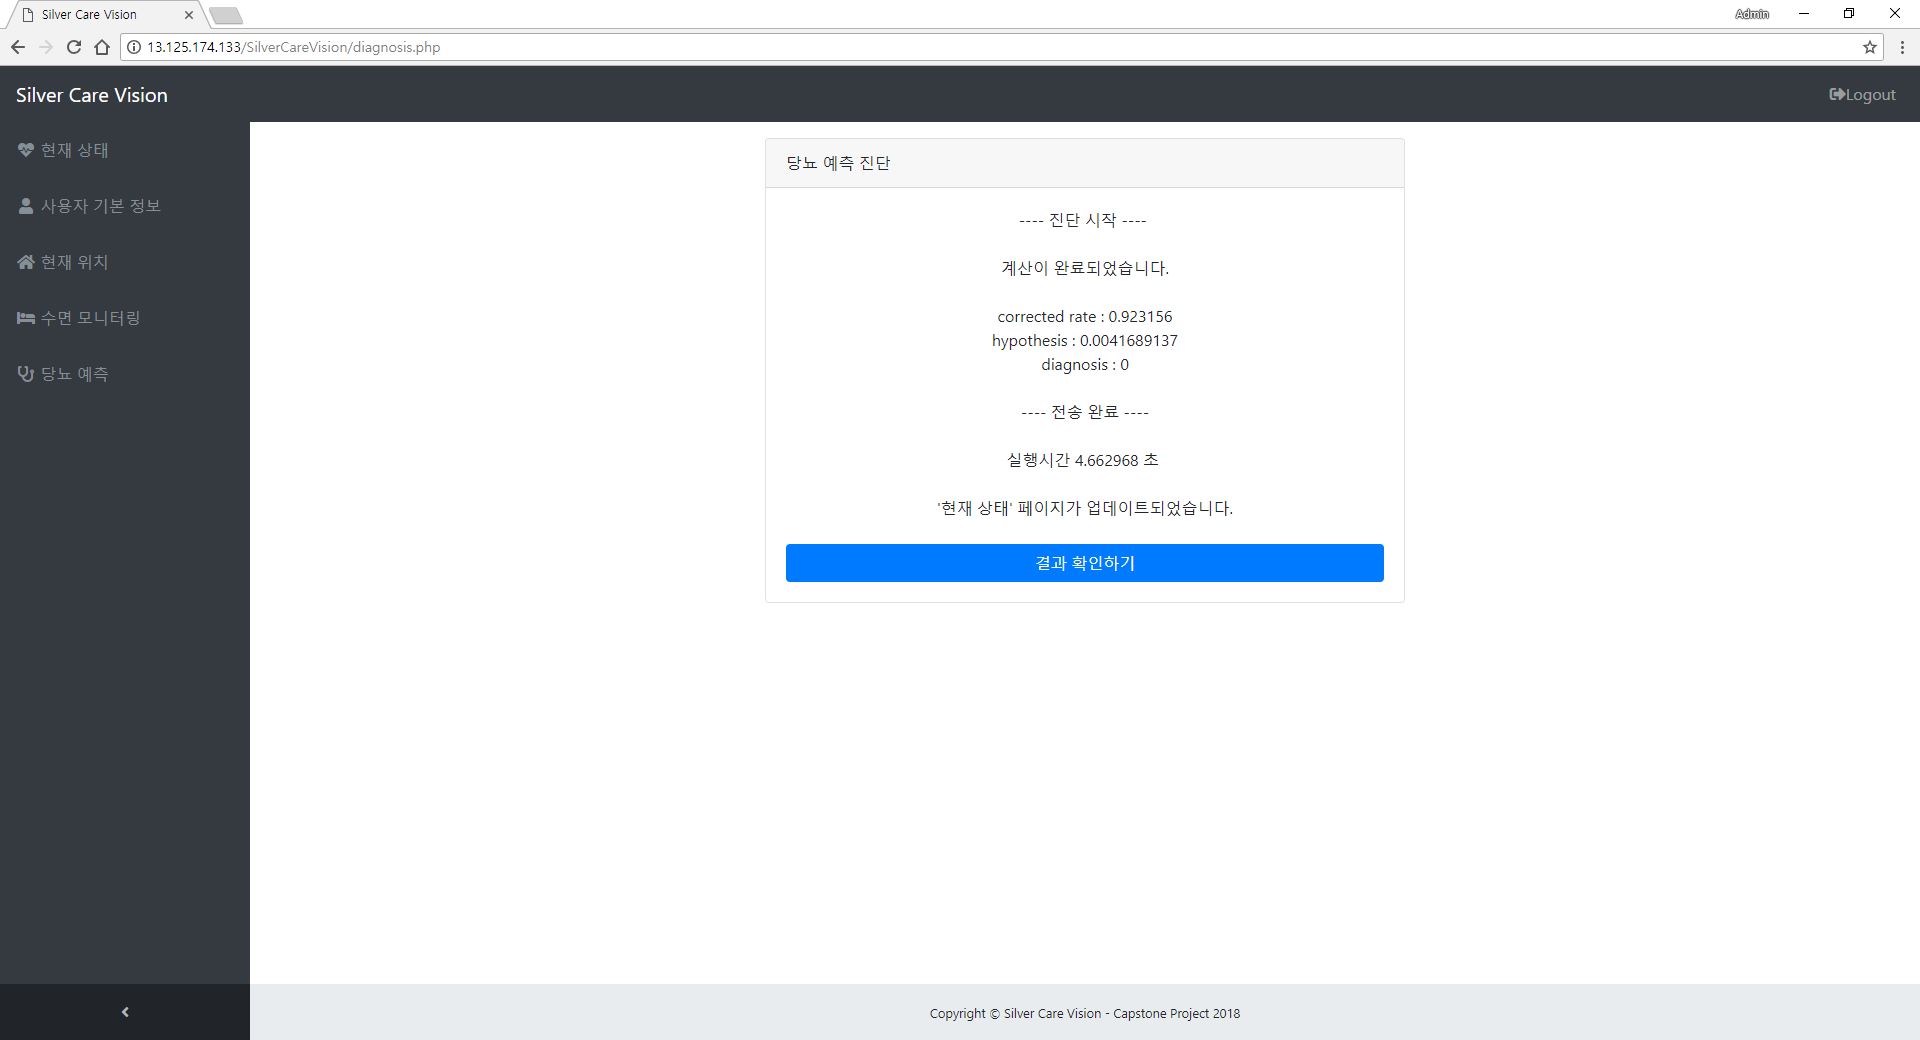 Silver Care Vision
Admin
13.125.174.133/SilverCareVision/diagnosis.php
Silver Care Vision
Logout
현재 상태
사용자 기본 정보
현재 위치
수면 모니터링
당뇨 예측
당뇨 예측 진단
---- 진단 시작 ----
계산이 완료되었습니다.
corrected rate : 0.923156
hypothesis : 0.0041689137
diagnosis : 0
---- 전송 완료 ----
실행시간 4.662968 초
'현재 상태' 페이지가 업데이트되었습니다.
결과 확인하기
Copyright © Silver Care Vision - Capstone Project 2018